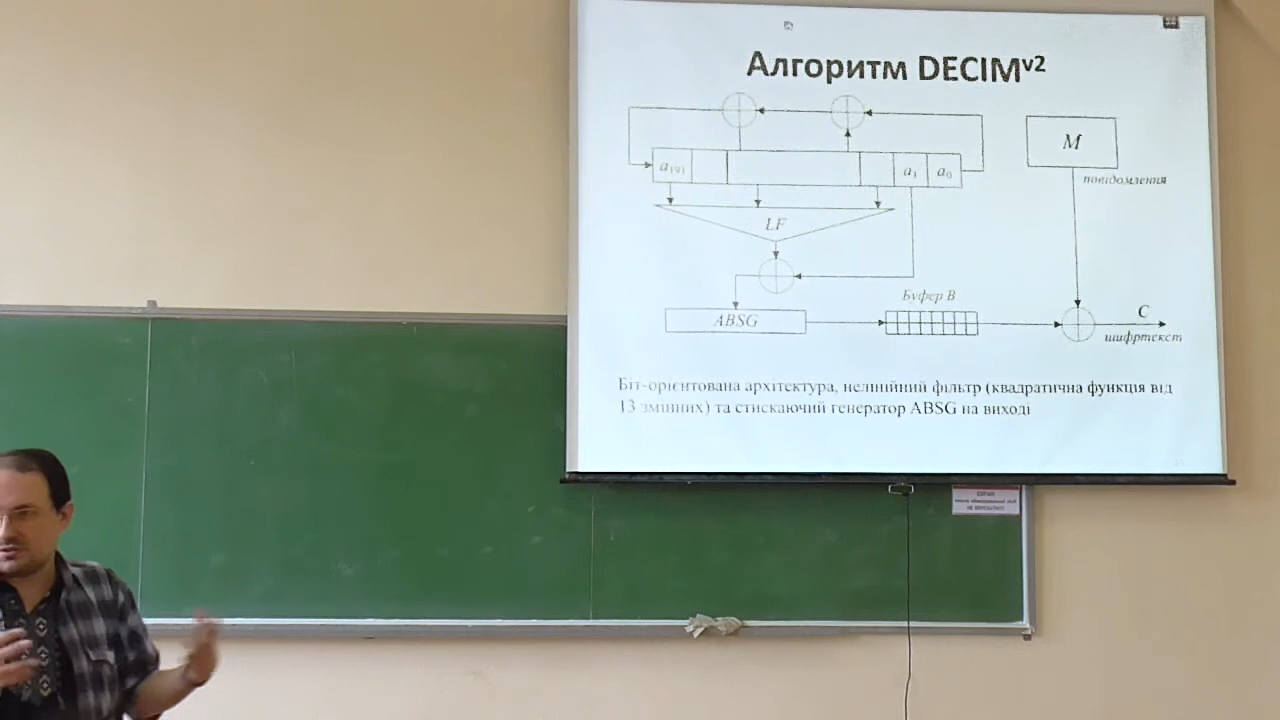 Алгоритм DECIMv2
M
a191
a1
a0
повідомлення
LF
Буфер B
C
ABSG
шифртекст
Біт-орієнтована архітектура, нелінійний фільтр (квадратична функція від
13 змінних) та стискаючий генератор ABSG на виході